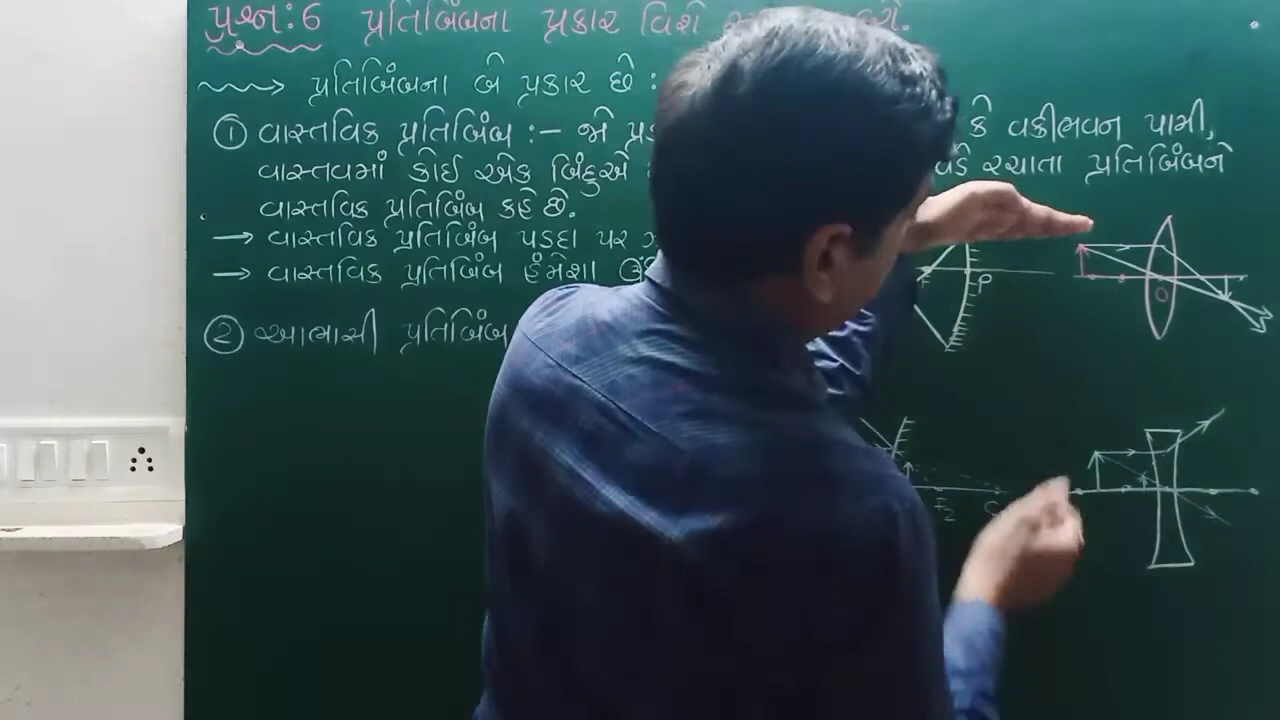 પ્રશ્ન: 6 પ્રતિબિંબના પ્રકાર વિશે
પ્રતિબિંબના બે પ્રકાર છે :
① વાસ્તવિક પ્રતિબિંબ :- જો કે વક્રીભવન પામી,
વાસ્તવમાં કોઈ એક બિંદુએ વડે રચાતા પ્રતિબિંબને
વાસ્તવિક પ્રતિબિંબ કહે છે.
→ વાસ્તવિક પ્રતિબિંબ પડદા પર
→ વાસ્તવિક પ્રતિબિંબ હંમેશા
② આભાસી પ્રતિબિંબ
F P O
F2 C